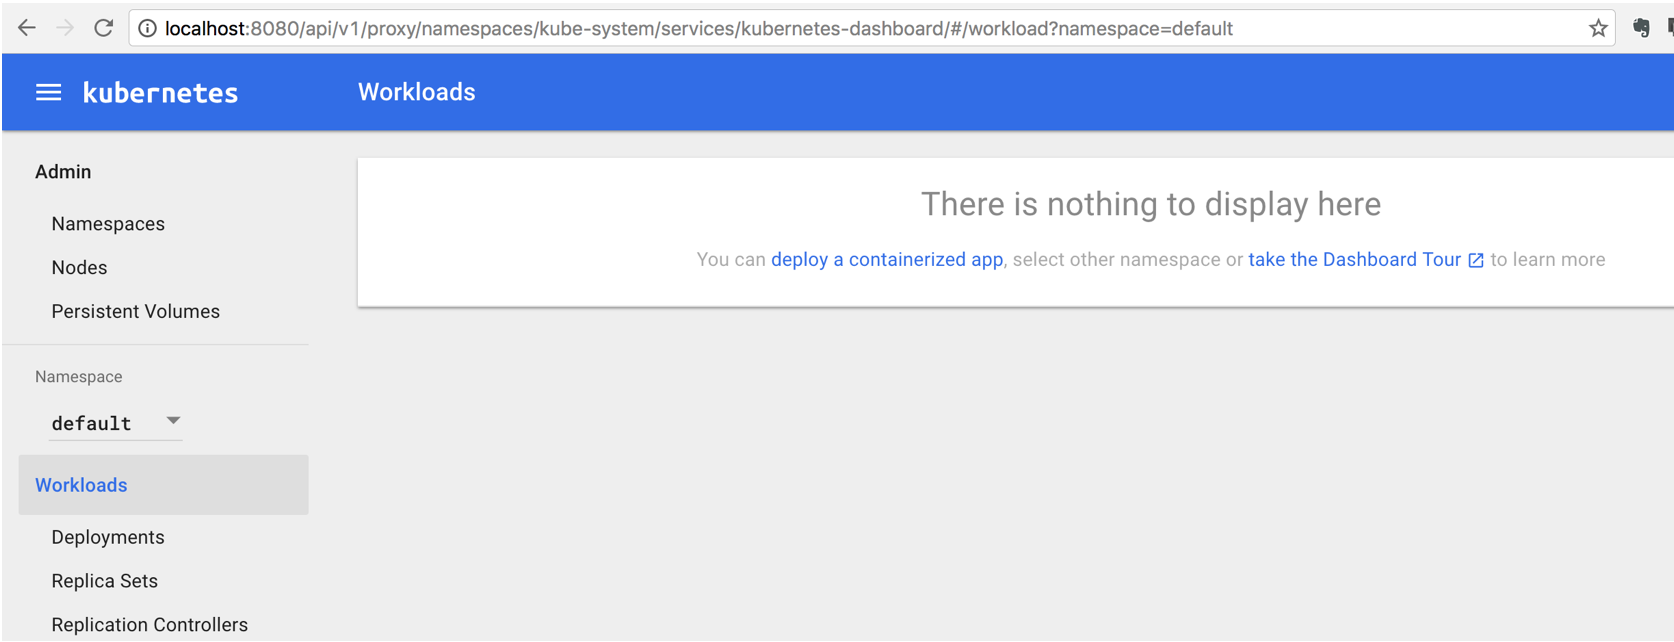 localhost:8080/api/v1/proxy/namespaces/kube-system/services/kubernetes-dashboard/#/workload?namespace=default
kubernetes
Workloads
Admin
Namespaces
Nodes
Persistent Volumes
Namespace
default
Workloads
Deployments
Replica Sets
Replication Controllers
There is nothing to display here
You can deploy a containerized app, select other namespace or take the Dashboard Tour to learn more